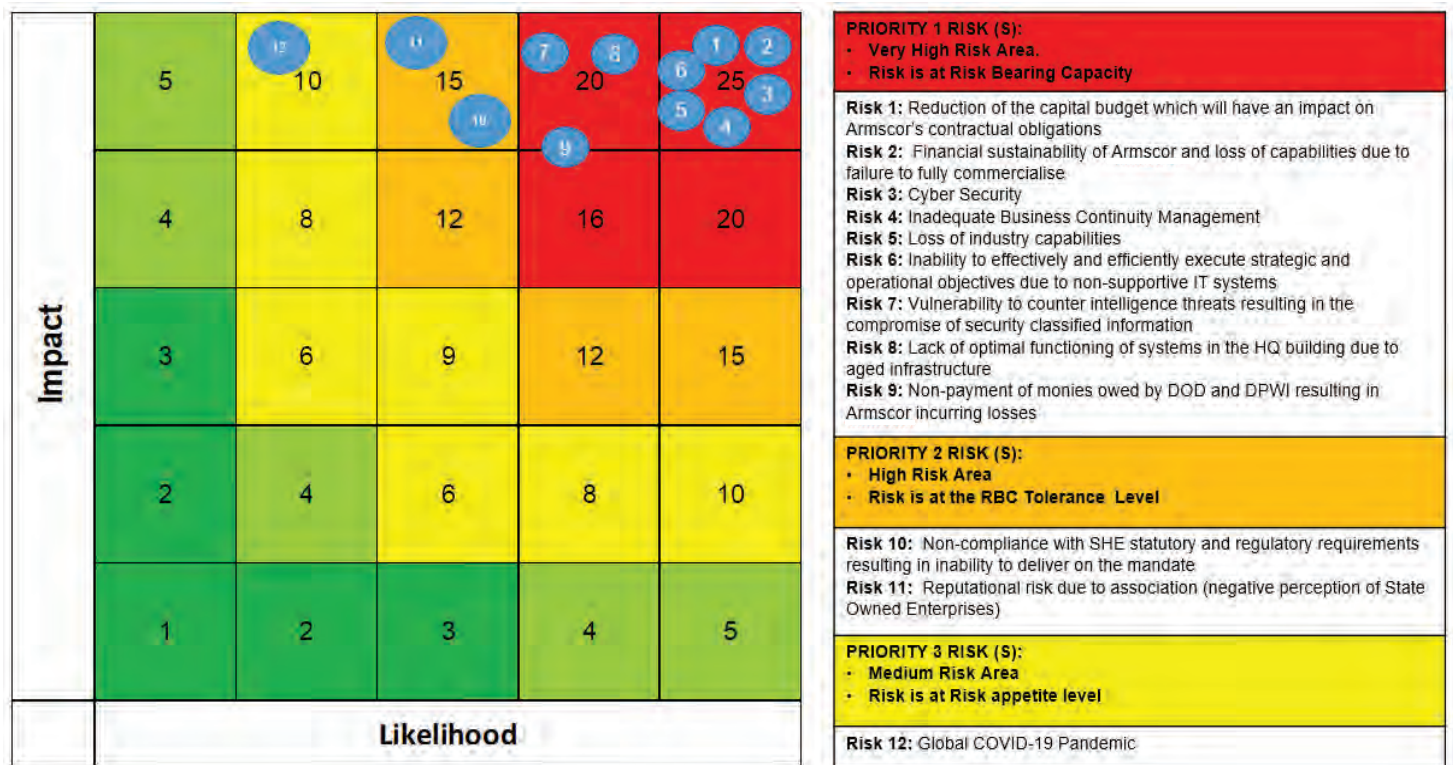 Impact
5
10
15
20
25
12
11
10
7
8
9
1
2
3
4
5
6
4
8
12
16
20
3
6
9
12
15
2
4
6
8
10
1
2
3
4
5
Likelihood
PRIORITY 1 RISK (S):
• Very High Risk Area.
• Risk is at Risk Bearing Capacity
Risk 1: Reduction of the capital budget which will have an impact on
Armscor's contractual obligations
Risk 2: Financial sustainability of Armscor and loss of capabilities due to
failure to fully commercialise
Risk 3: Cyber Security
Risk 4: Inadequate Business Continuity Management
Risk 5: Loss of industry capabilities
Risk 6: Inability to effectively and efficiently execute strategic and
operational objectives due to non-supportive IT systems
Risk 7: Vulnerability to counter intelligence threats resulting in the
compromise of security classified information
Risk 8: Lack of optimal functioning of systems in the HQ building due to
aged infrastructure
Risk 9: Non-payment of monies owed by DOD and DPWI resulting in
Armscor incurring losses
PRIORITY 2 RISK (S):
• High Risk Area
• Risk is at the RBC Tolerance Level
Risk 10: Non-compliance with SHE statutory and regulatory requirements
resulting in inability to deliver on the mandate
Risk 11: Reputational risk due to association (negative perception of State
Owned Enterprises)
PRIORITY 3 RISK (S):
• Medium Risk Area
• Risk is at Risk appetite level
Risk 12: Global COVID-19 Pandemic